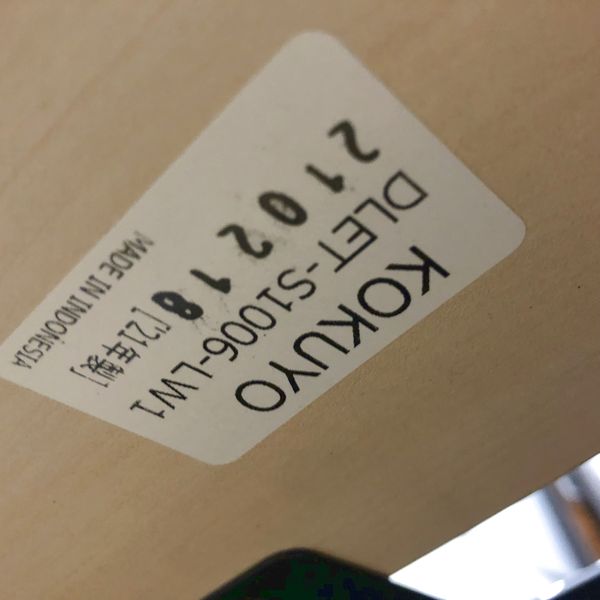 KOKUYO
DLET-S1006-LW1
210218
['21年製]
MADE IN INDONESIA